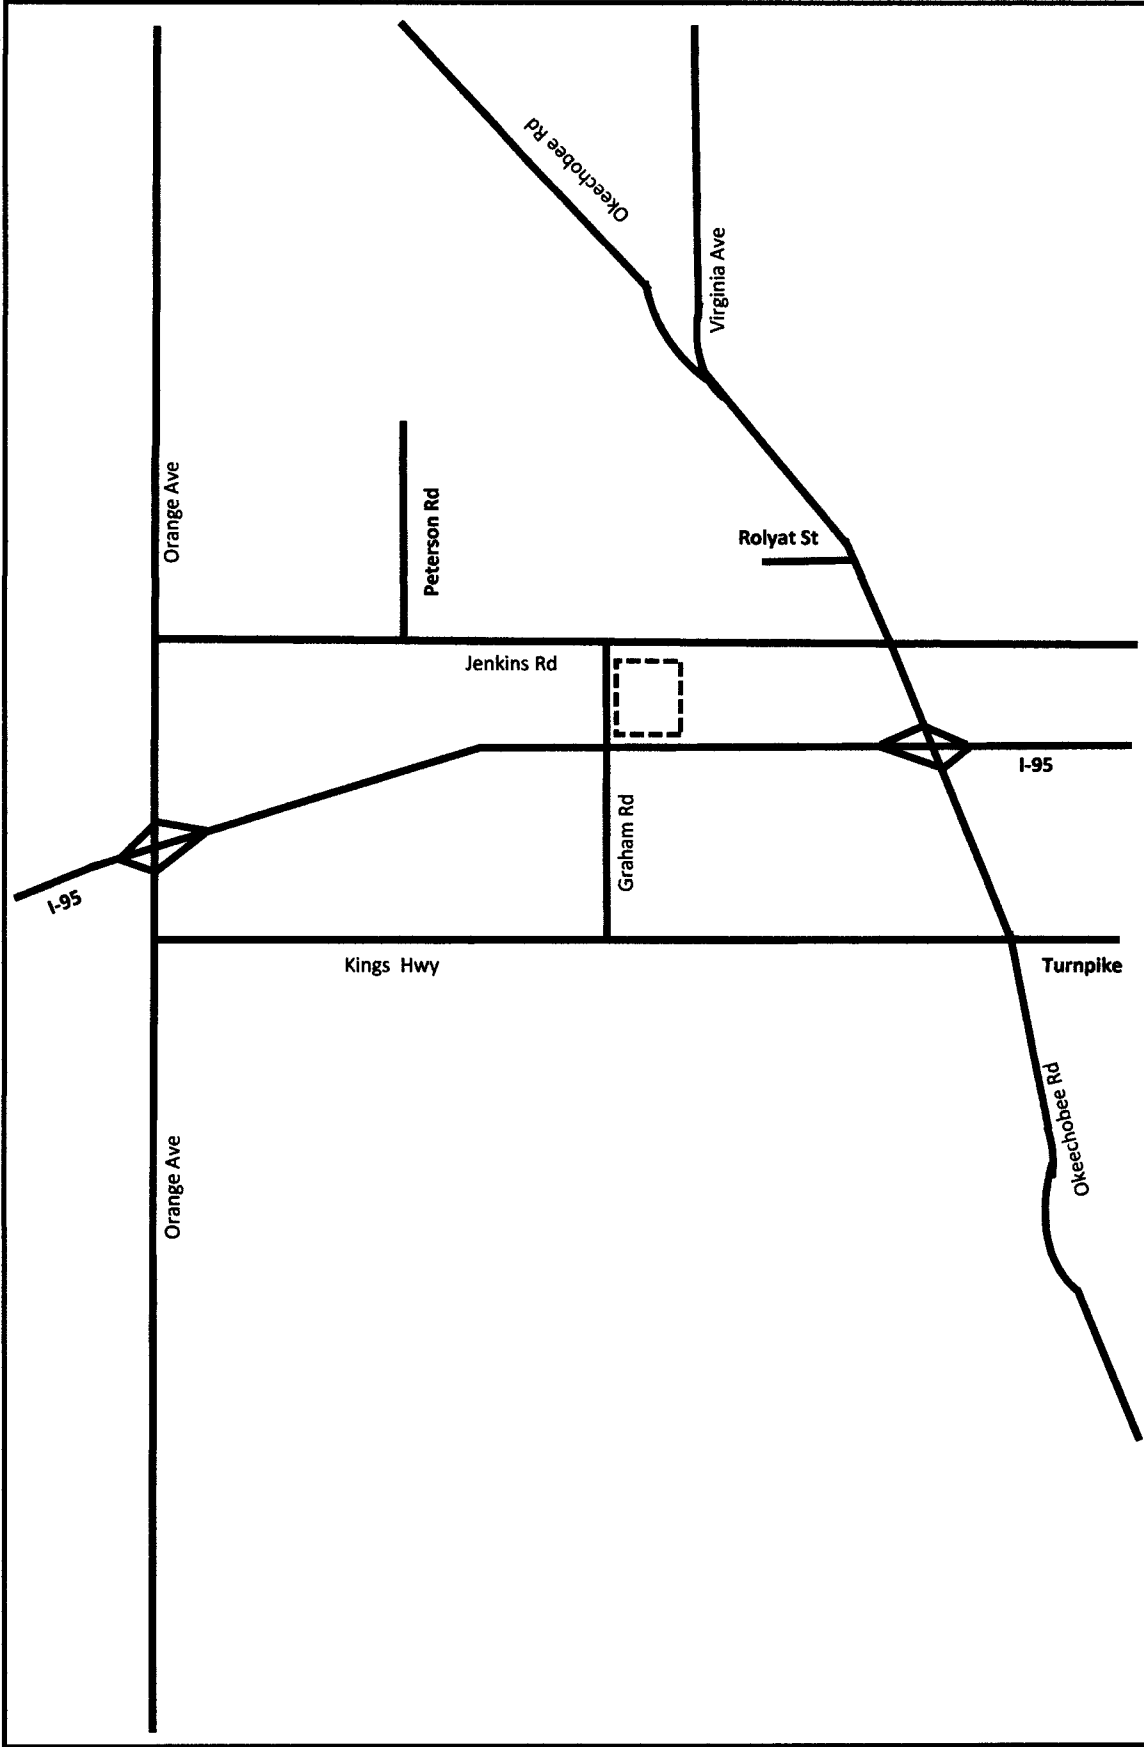 Okeechobee Rd
Virginia Ave
Orange Ave
Peterson Rd
Rolyat St
Jenkins Rd
I-95
Graham Rd
I-95
Kings Hwy
Turnpike
Okeechobee Rd
Orange Ave